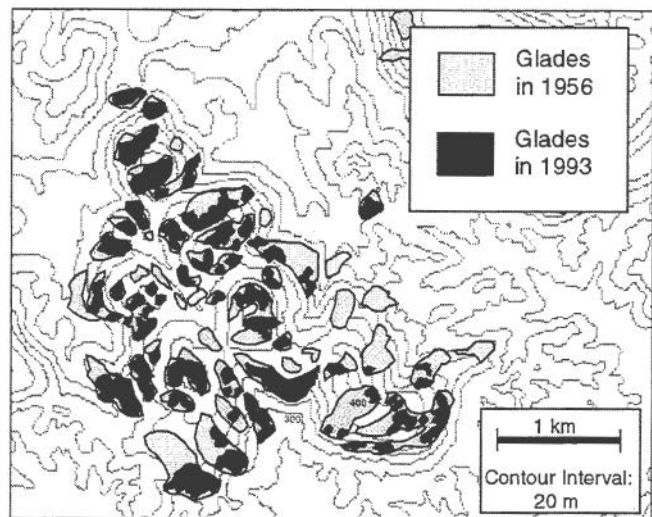 Glades
in 1956
Glades
in 1993
400
300
1 km
Contour Interval:
20 m